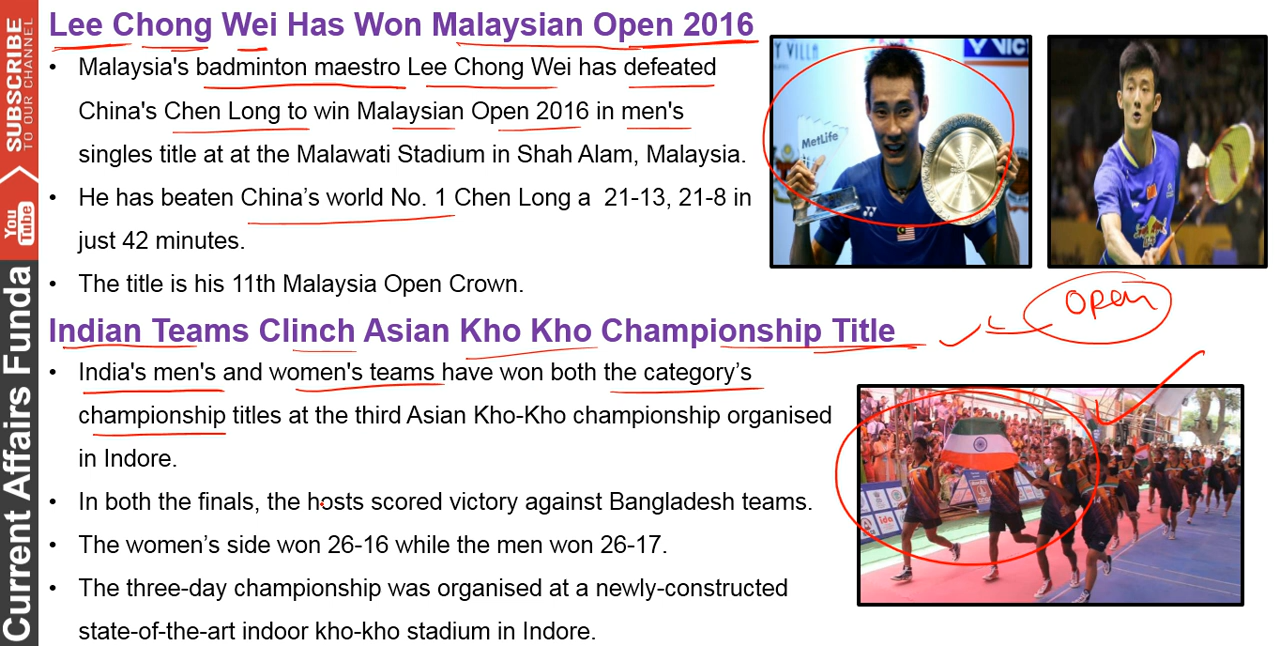 SUBSCRIBE
TO OUR CHANNEL
You
Tube
Current Affairs Funda
Lee Chong Wei Has Won Malaysian Open 2016
• Malaysia's badminton maestro Lee Chong Wei has defeated
China's Chen Long to win Malaysian Open 2016 in men's
singles title at at the Malawati Stadium in Shah Alam, Malaysia.
• He has beaten China’s world No. 1 Chen Long a 21-13, 21-8 in
just 42 minutes.
• The title is his 11th Malaysia Open Crown.
Y VILLA
VIC
MetLife
open
Indian Teams Clinch Asian Kho Kho Championship Title
• India's men's and women's teams have won both the category’s
championship titles at the third Asian Kho-Kho championship organised
in Indore.
• In both the finals, the hosts scored victory against Bangladesh teams.
• The women’s side won 26-16 while the men won 26-17.
• The three-day championship was organised at a newly-constructed
state-of-the-art indoor kho-kho stadium in Indore.
ida